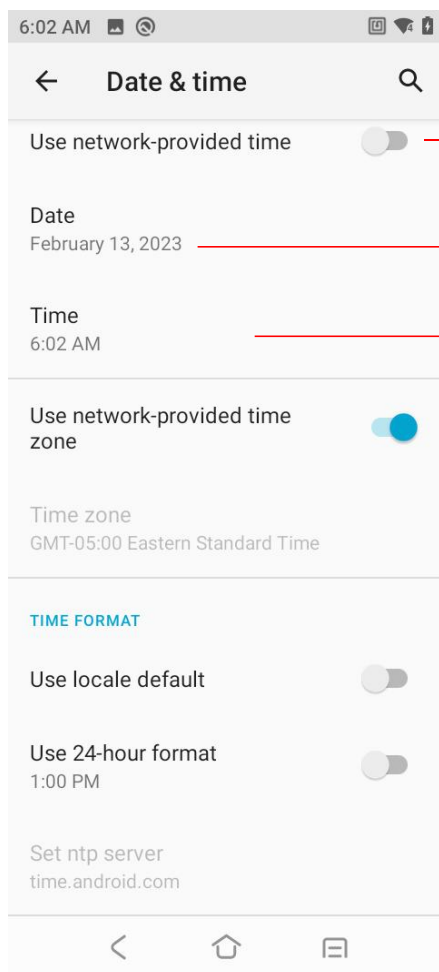 6:02 AM
Date & time
Use network-provided time
Date
February 13, 2023
Time
6:02 AM
Use network-provided time
zone
Time zone
GMT-05:00 Eastern Standard Time
TIME FORMAT
Use locale default
Use 24-hour format
1:00 PM
Set ntp server
time.android.com